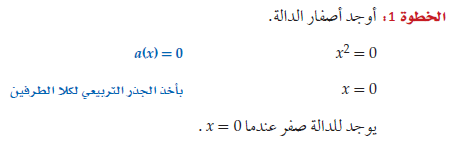 الخطوة 1: أوجد أصفار الدالة.
x² = 0 a(x) = 0
x = 0 بأخذ الجذر التربيعي لكلا الطرفين
يوجد للدالة صفر عندما x = 0 .